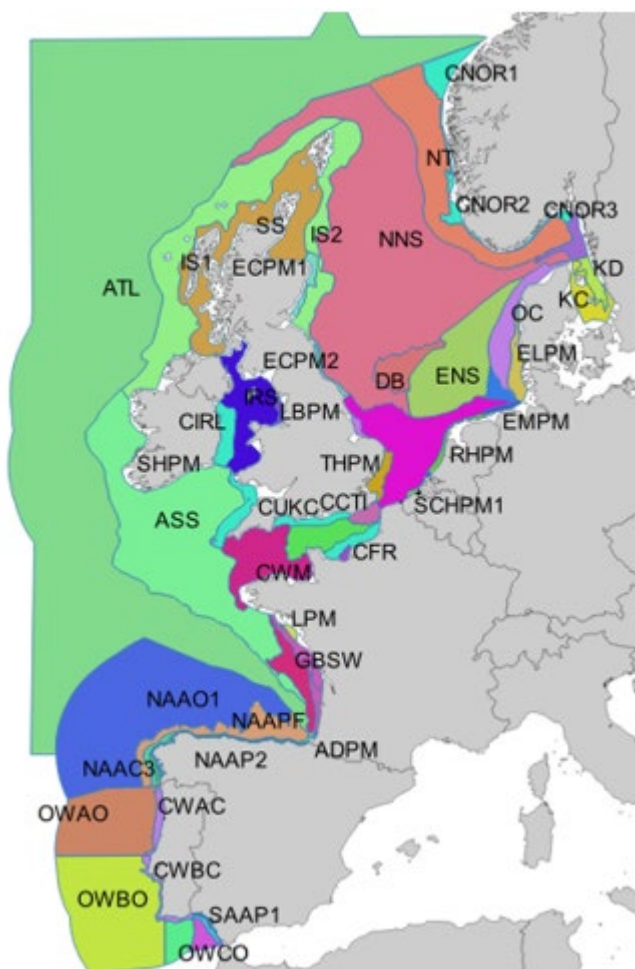 CNOR1
NT
CNOR2
CNOR3
SS
IS2
NNS
IS1
ECPM1
KD
ATL
KC
OC
ECPM2
ELPM
DB
ENS
IRS
LBPM
CIRL
EMPM
SHPM
THPM
RHPM
CUKC
CCTI
SCHPM1
ASS
CFR
CWM
LPM
GBSW
NAAO1
NAAPF
ADPM
NAAC3
NAAP2
OWAO
CWAC
CWBC
OWBO
SAAP1
OWCO